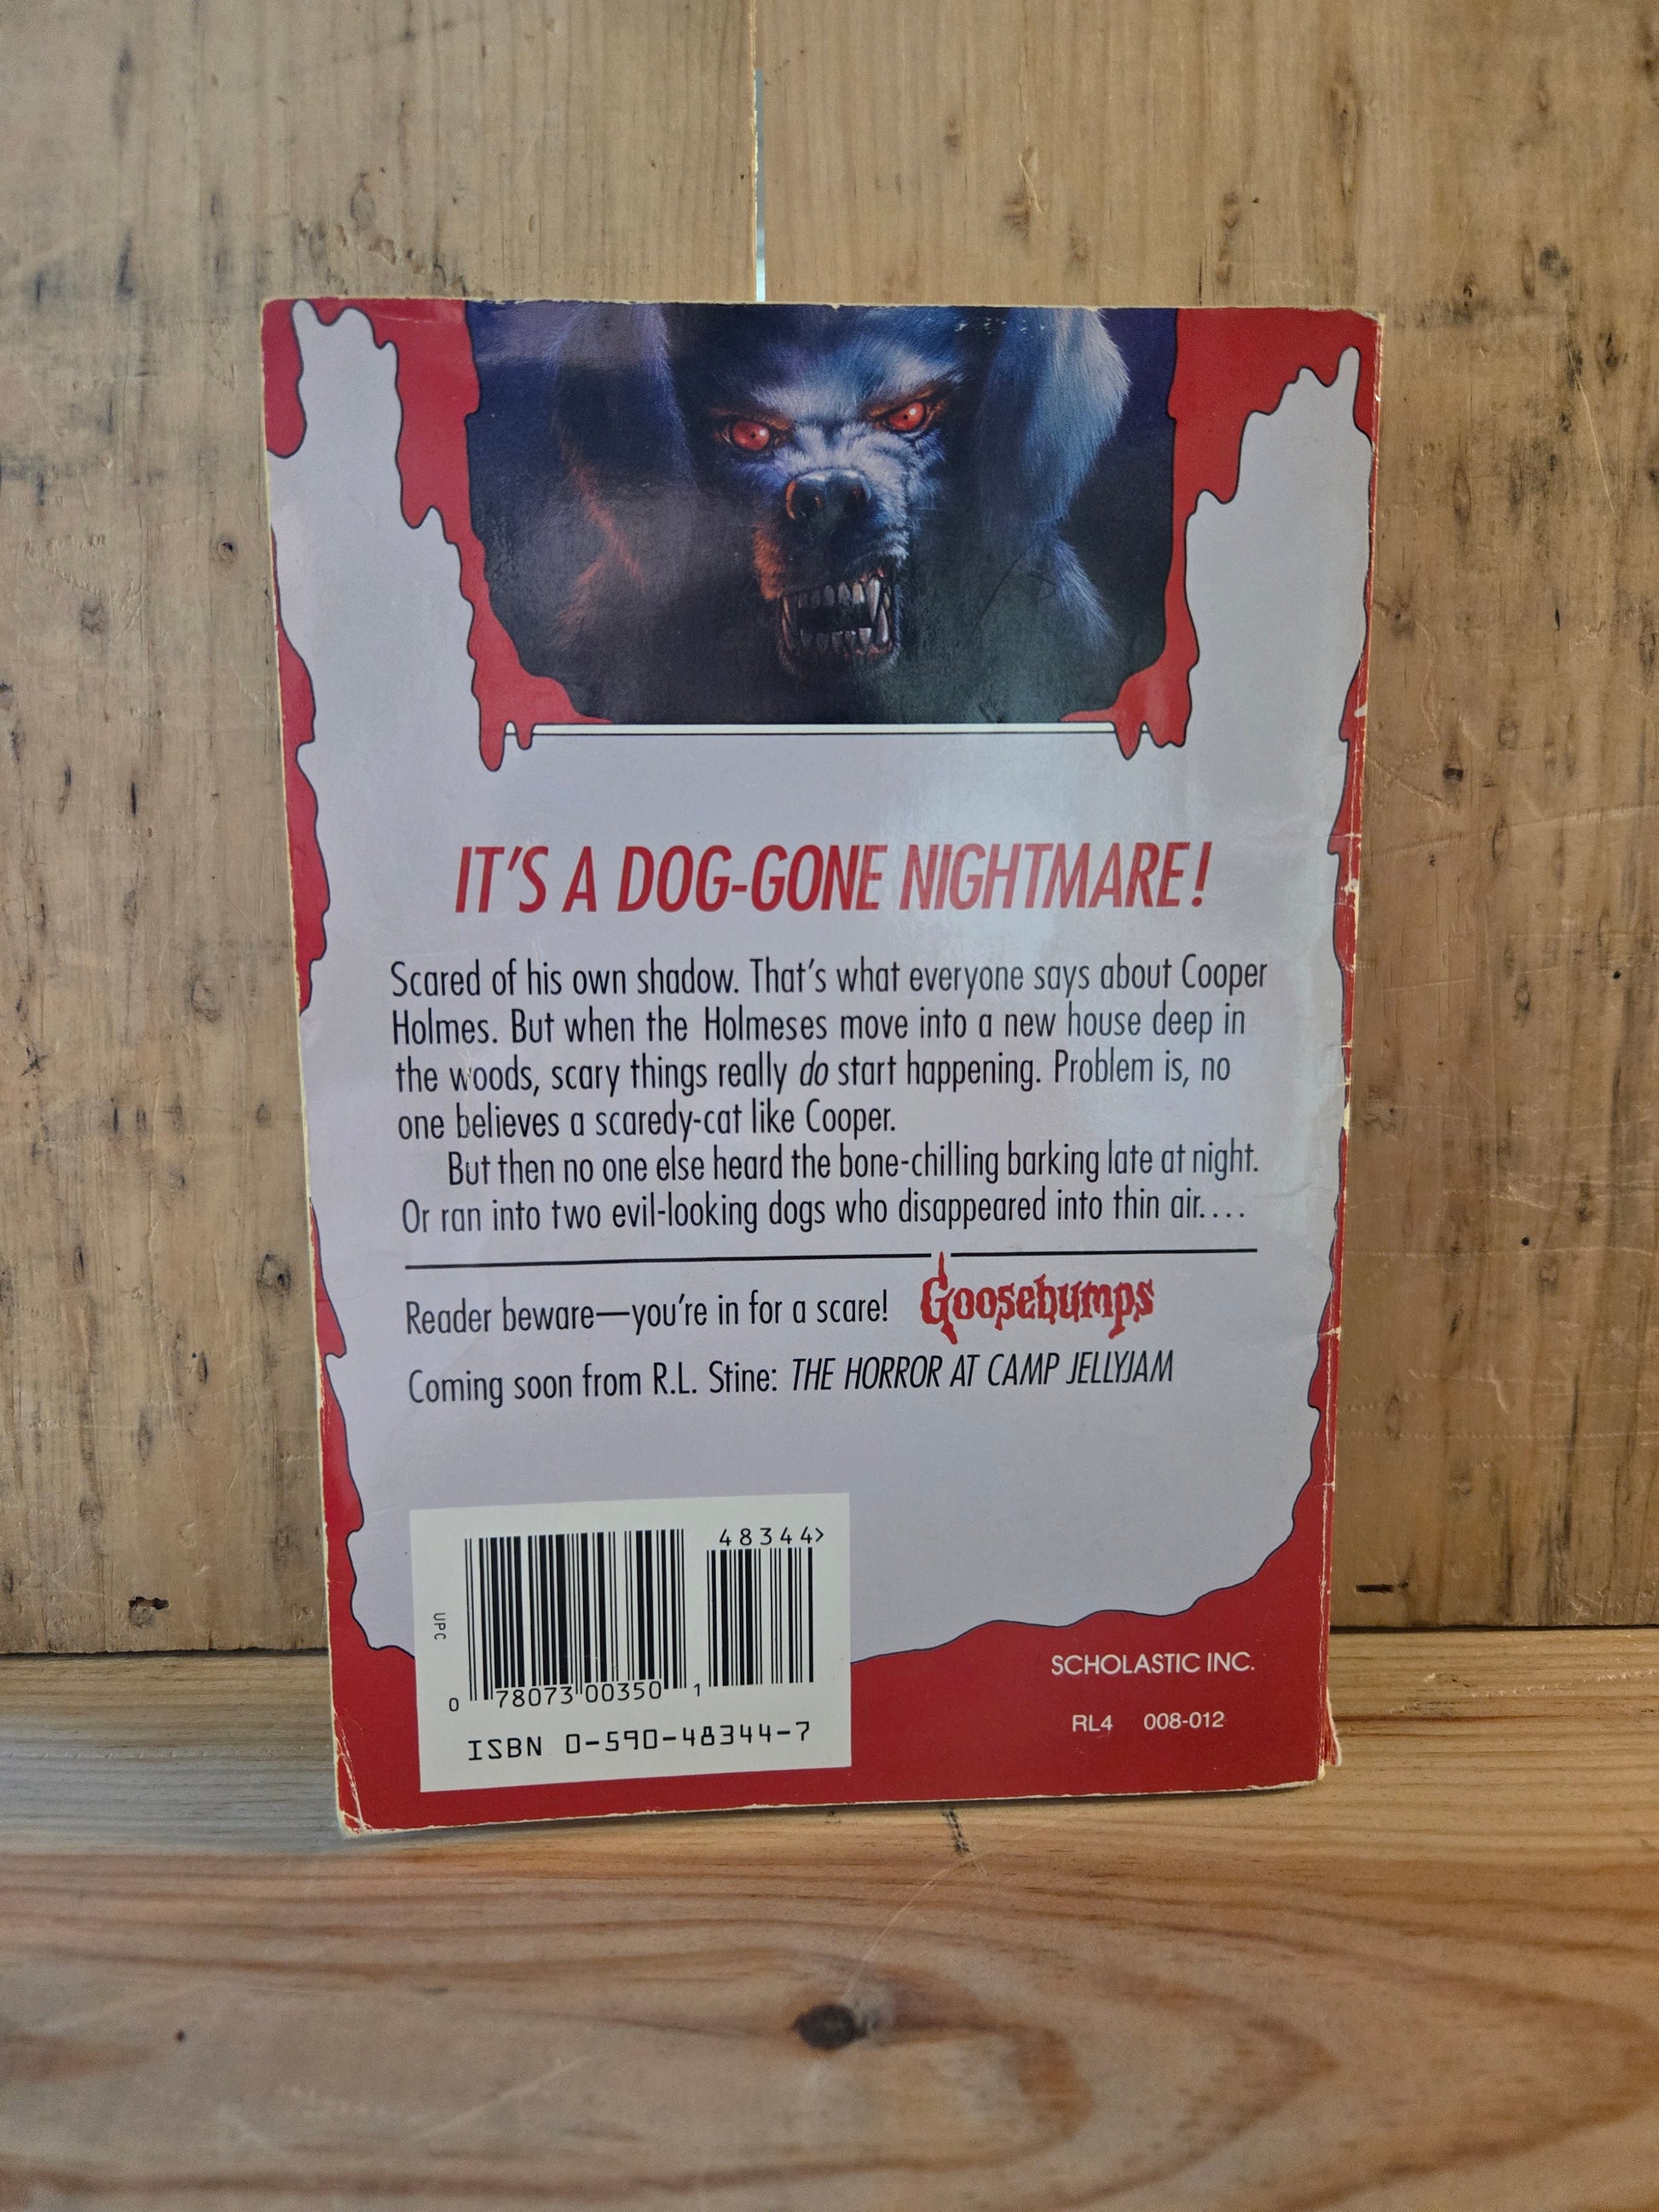 IT'S A DOG-GONE NIGHTMARE!
Scared of his own shadow. That's what everyone says about Cooper
Holmes. But when the Holmeses move into a new house deep in
the woods, scary things really do start happening. Problem is, no
one believes a scaredy-cat like Cooper.
But then no one else heard the bone-chilling barking late at night.
Or ran into two evil-looking dogs who disappeared into thin air....
Reader beware—you're in for a scare! Goosebumps
Coming soon from R.L. Stine: THE HORROR AT CAMP JELLYJAM
48344>
UPC
0 78073 00350 1
ISBN 0-590-48344-7
SCHOLASTIC INC.
RL4 008-012